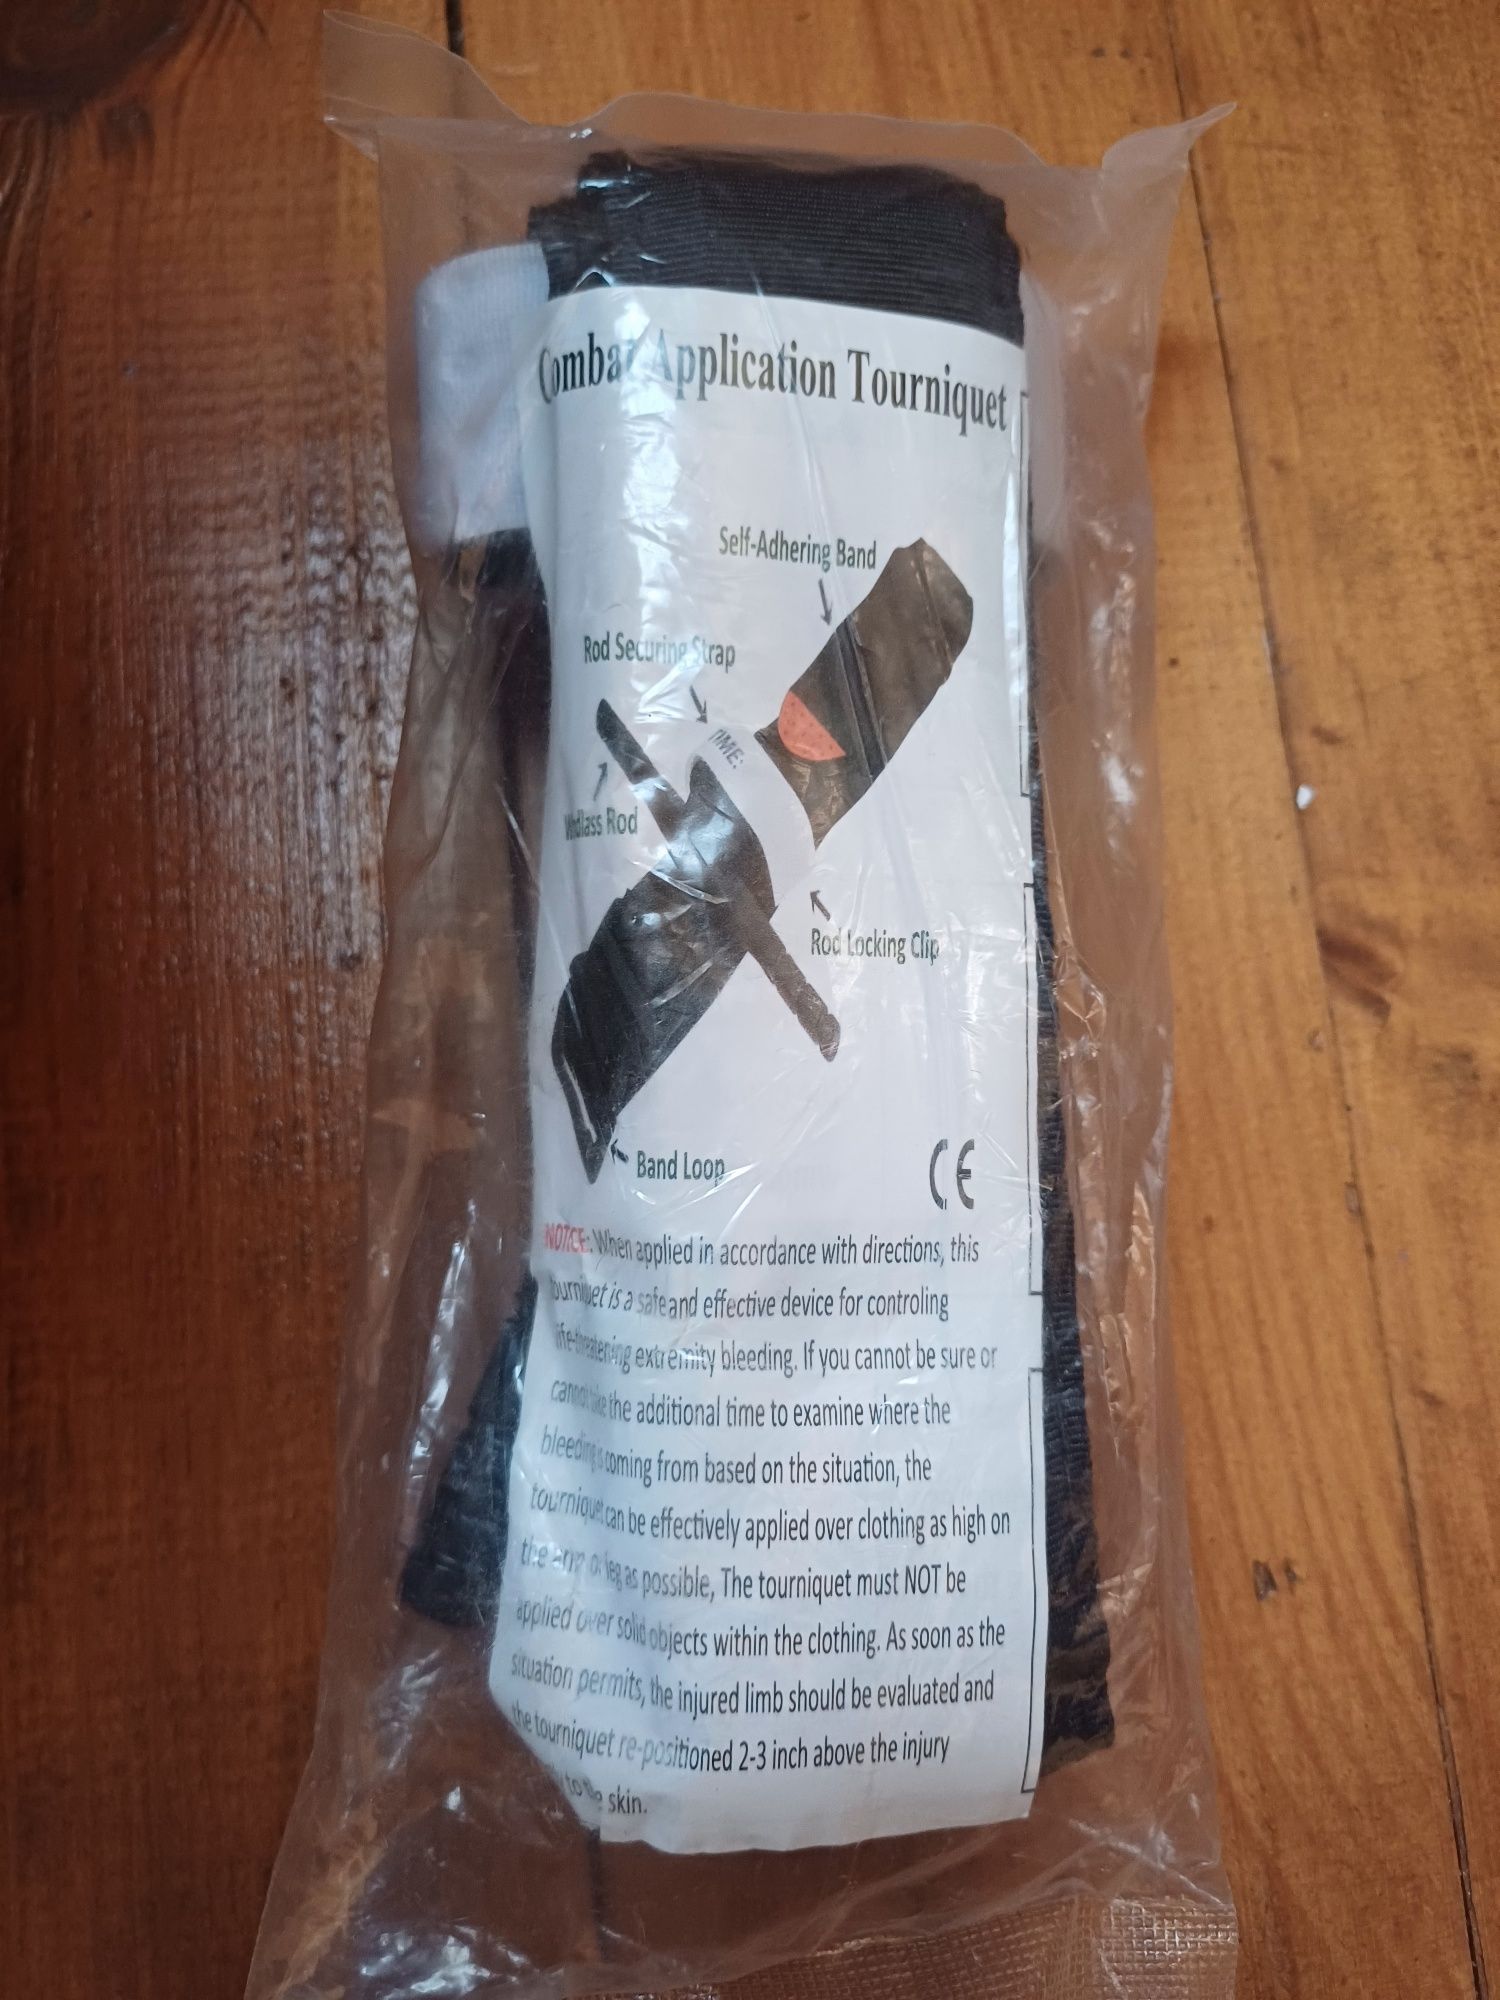 Combat Application Tourniquet
Self-Adhering Band
Rod Securing Strap
TIME:
Windlass Rod
Rod Locking Clip
Band Loop
CE
NOTCE: When applied in accordance with directions, this
tourniquet is a safe and effective device for controling
life-threatening extremity bleeding. If you cannot be sure or
cannot take the additional time to examine where the
bleeding is coming from based on the situation, the
tourniquet can be effectively applied over clothing as high on
the arm or leg as possible, The tourniquet must NOT be
applied over solid objects within the clothing. As soon as the
situation permits, the injured limb should be evaluated and
the tourniquet re-positioned 2-3 inch above the injury
to the skin.